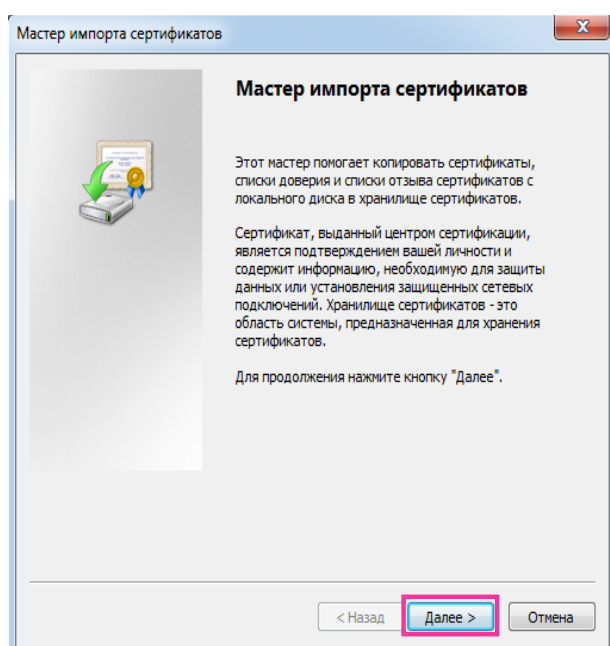 Мастер импорта сертификатов
X
Мастер импорта сертификатов
Этот мастер помогает копировать сертификаты,
списки доверия и списки отзыва сертификатов с
локального диска в хранилище сертификатов.
Сертификат, выданный центром сертификации,
является подтверждением вашей личности и
содержит информацию, необходимую для защиты
данных или установления защищенных сетевых
подключений. Хранилище сертификатов - это
область системы, предназначенная для хранения
сертификатов.
Для продолжения нажмите кнопку "Далее".
< Назад Далее > Отмена